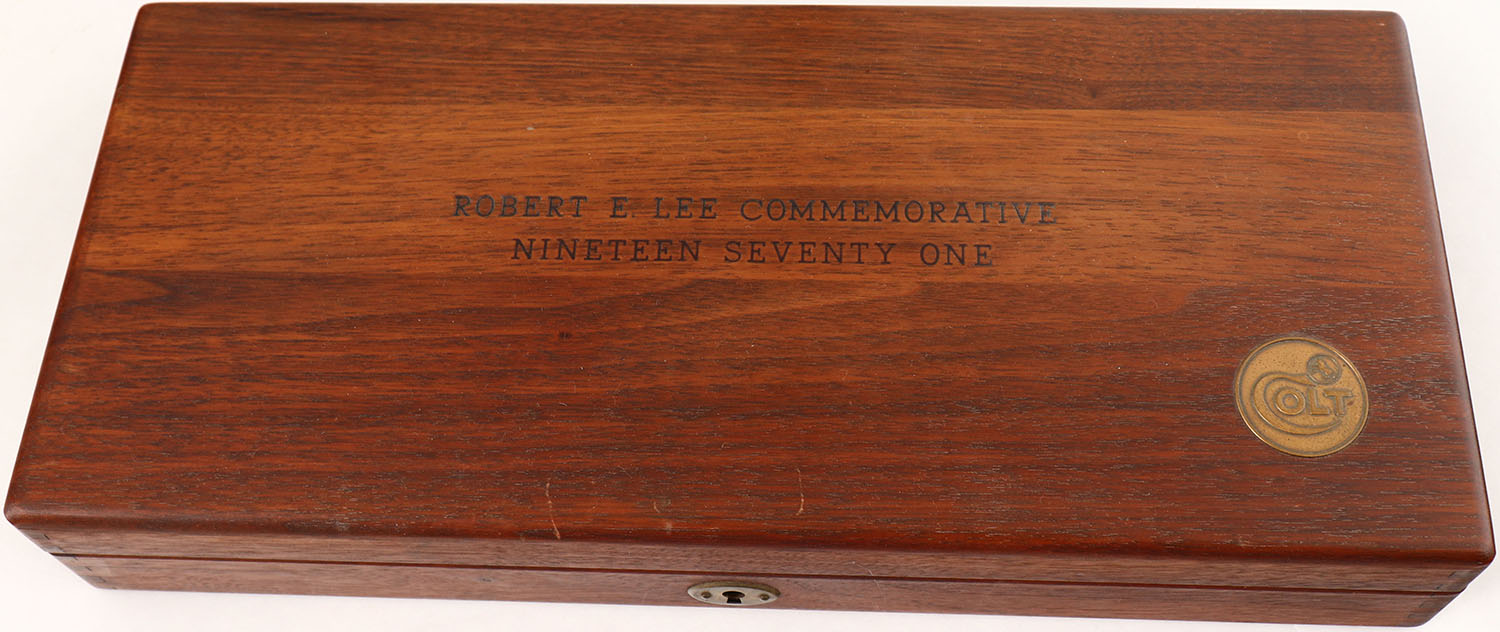 ROBERT E. LEE COMMEMORATIVE
NINETEEN SEVENTY ONE
COLT